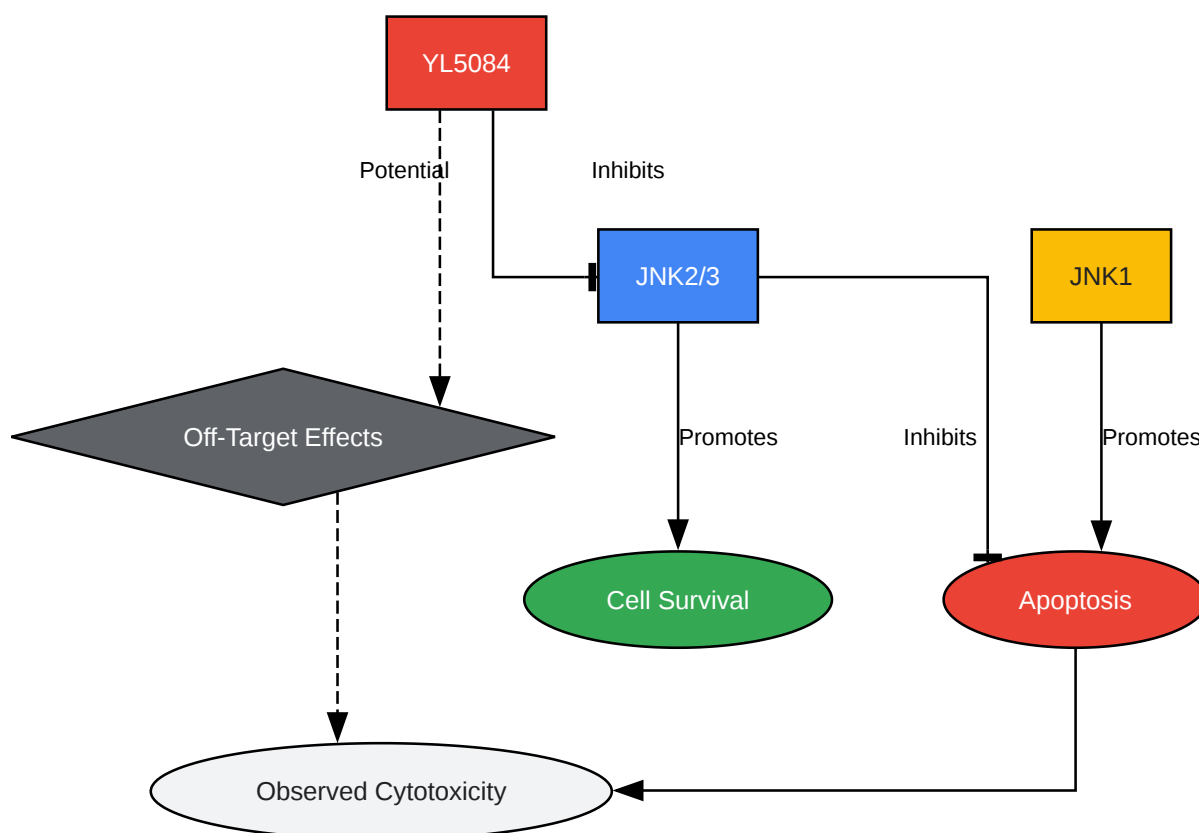 YL5084
Potential
Inhibits
JNK2/3
JNK1
Off-Target Effects
Promotes
Inhibits
Promotes
Cell Survival
Apoptosis
Observed Cytotoxicity